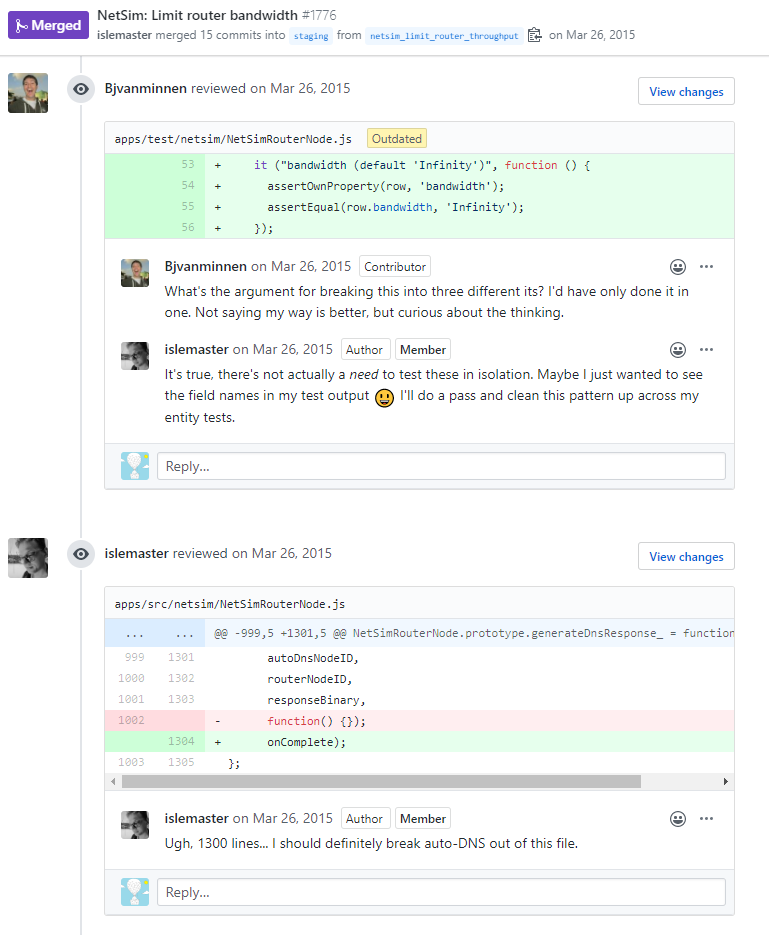 Merged
NetSim: Limit router bandwidth #1776
islemaster merged 15 commits into staging from netsim_limit_router_throughput on Mar 26, 2015
Bjvanminnen reviewed on Mar 26, 2015
View changes
apps/test/netsim/NetSimRouterNode.js Outdated
53 + it ("bandwidth (default 'Infinity')", function () {
54 + assertOwnProperty(row, 'bandwidth');
55 + assertEqual(row.bandwidth, 'Infinity');
56 + });
Bjvanminnen on Mar 26, 2015 Contributor
What's the argument for breaking this into three different its? I'd have only done it in
one. Not saying my way is better, but curious about the thinking.
islemaster on Mar 26, 2015 Author Member
It's true, there's not actually a need to test these in isolation. Maybe I just wanted to see
the field names in my test output 😃 I'll do a pass and clean this pattern up across my
entity tests.
Reply...
islemaster reviewed on Mar 26, 2015
View changes
apps/src/netsim/NetSimRouterNode.js
... ... @@ -999,5 +1301,5 @@ NetSimRouterNode.prototype.generateDnsResponse_ = function
999 1301 autoDnsNodeID,
1000 1302 routerNodeID,
1001 1303 responseBinary,
1002 - function() {});
1304 + onComplete);
1003 1305 };
islemaster on Mar 26, 2015 Author Member
Ugh, 1300 lines... I should definitely break auto-DNS out of this file.
Reply...